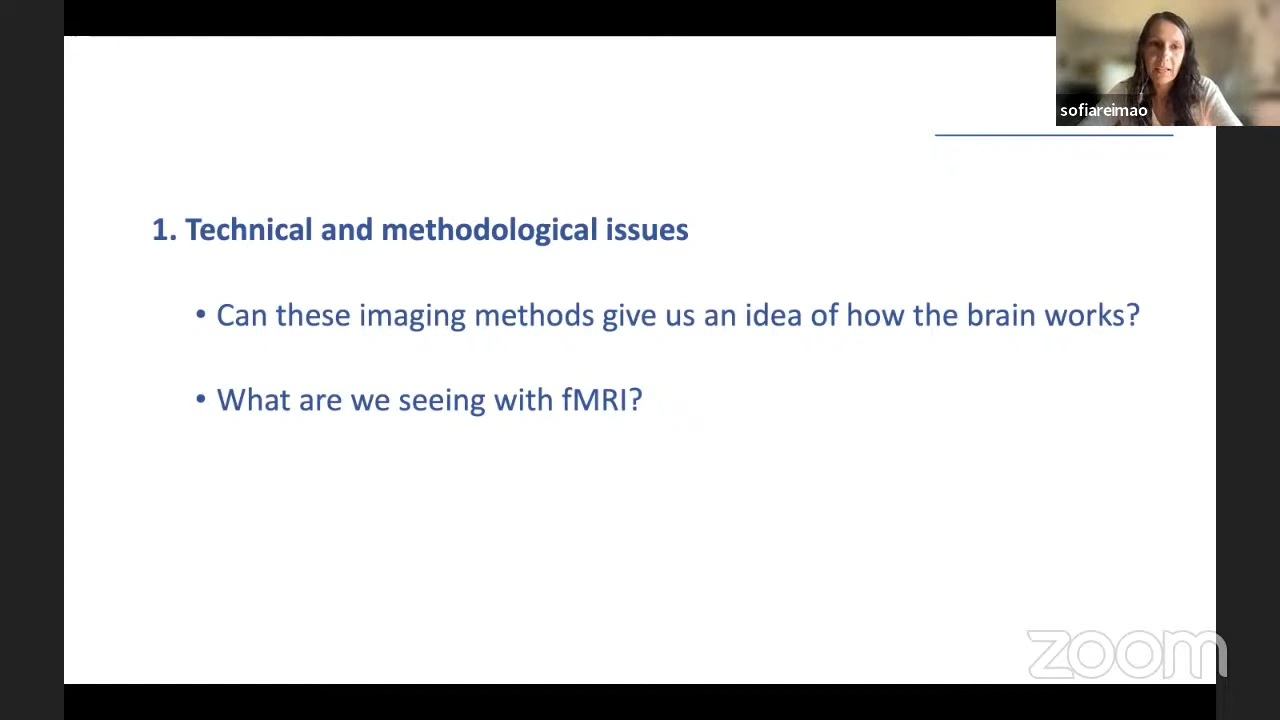 sofiareimao
1. Technical and methodological issues
• Can these imaging methods give us an idea of how the brain works?
• What are we seeing with fMRI?
zoom